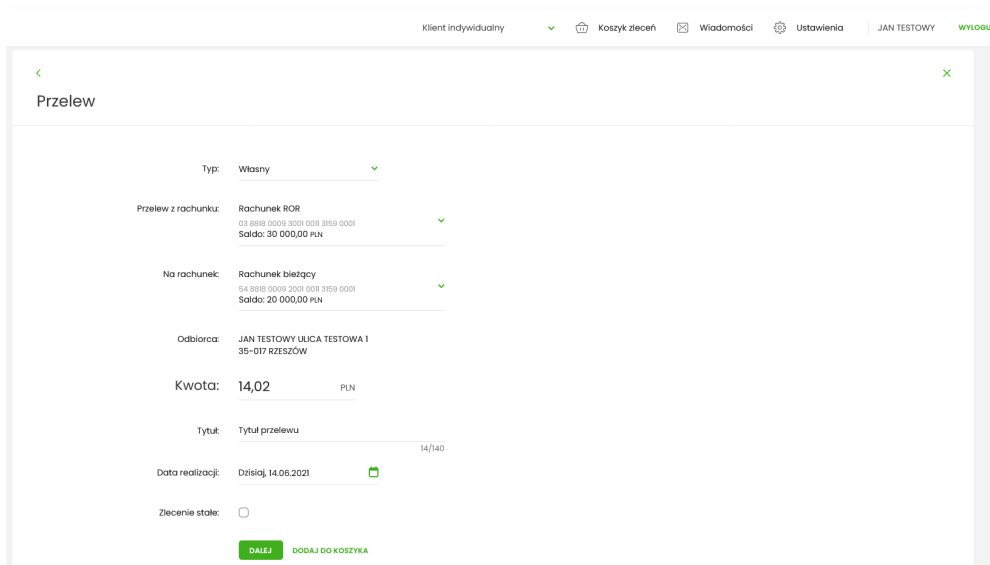 Klient indywidualny Koszyk zleceń Wiadomości Ustawienia JAN TESTOWY WYLOGU
Przelew
Typ: Własny
Przelew z rachunku: Rachunek ROR
03 8818 0009 3001 0011 3159 0001
Saldo: 30 000,00 PLN
Na rachunek: Rachunek bieżący
54 8818 0009 2001 0011 3159 0001
Saldo: 20 000,00 PLN
Odbiorca: JAN TESTOWY ULICA TESTOWA 1
35-017 RZESZÓW
Kwota: 14,02 PLN
Tytuł: Tytuł przelewu
14/140
Data realizacji: Dzisiaj, 14.06.2021
Zlecenie stałe:
DALEJ DODAJ DO KOSZYKA